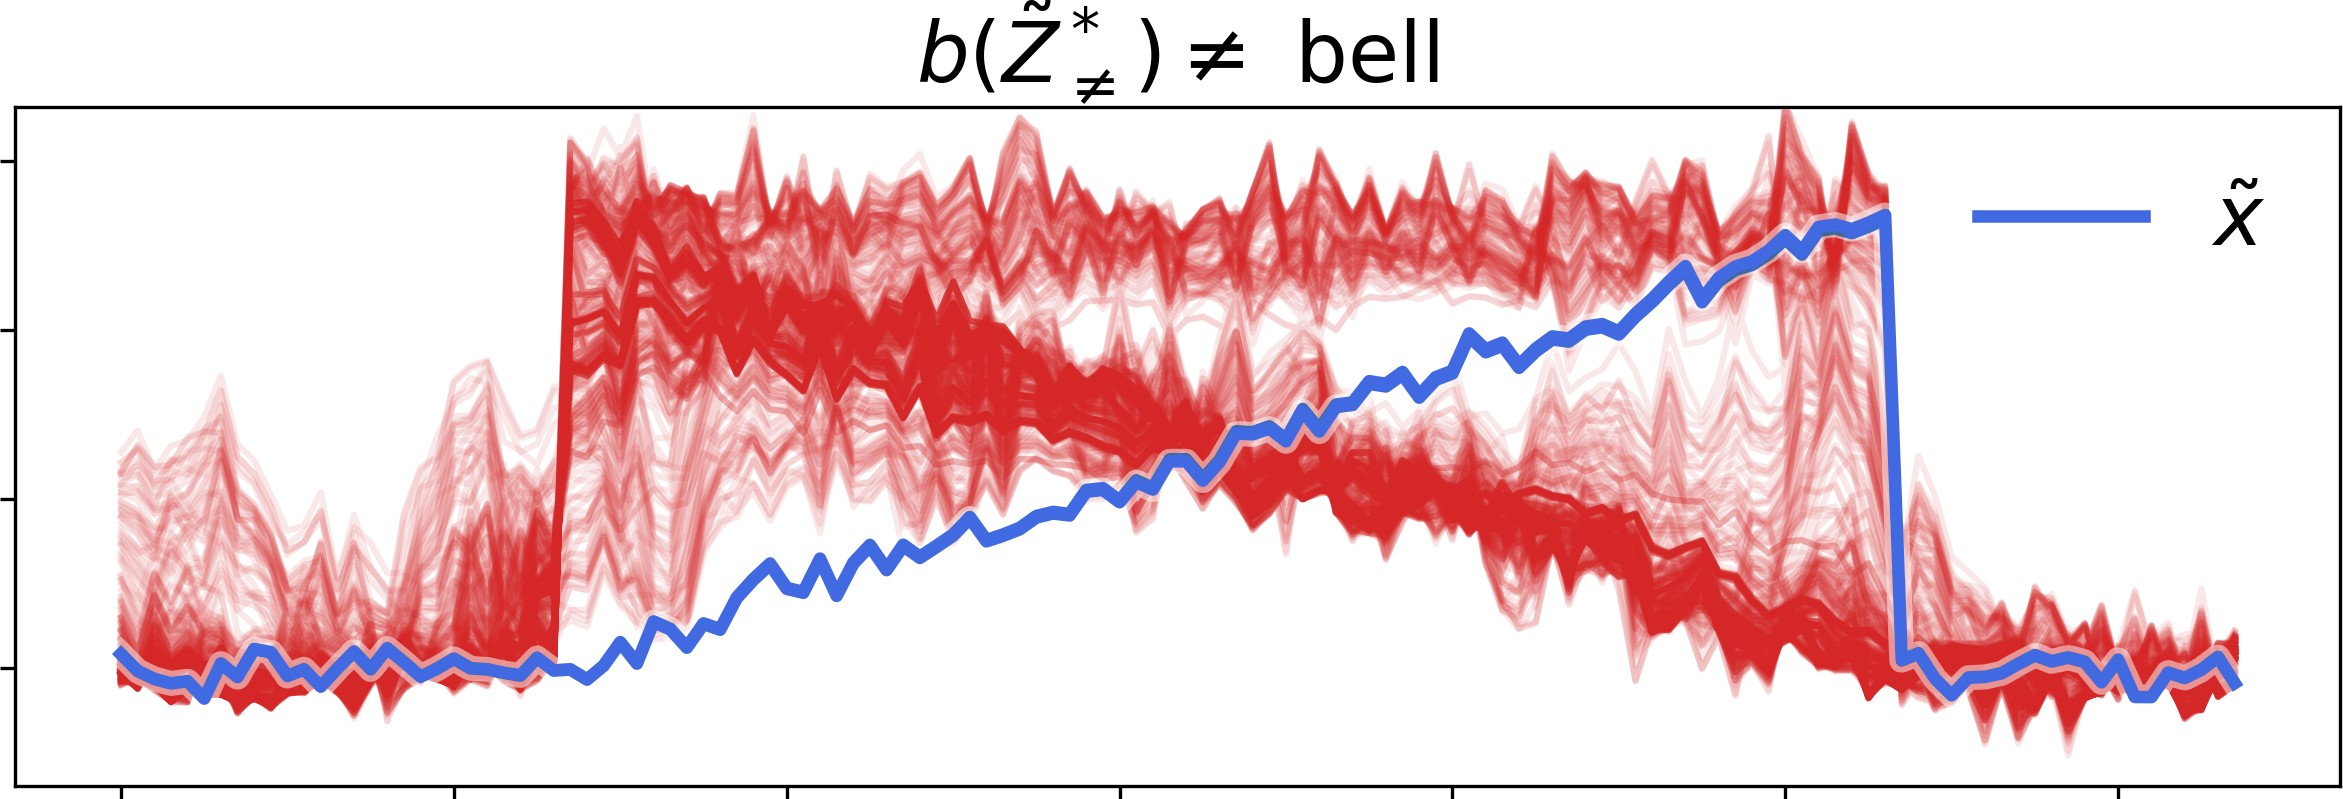 b(Z̃*≠) ≠ bell
x̃